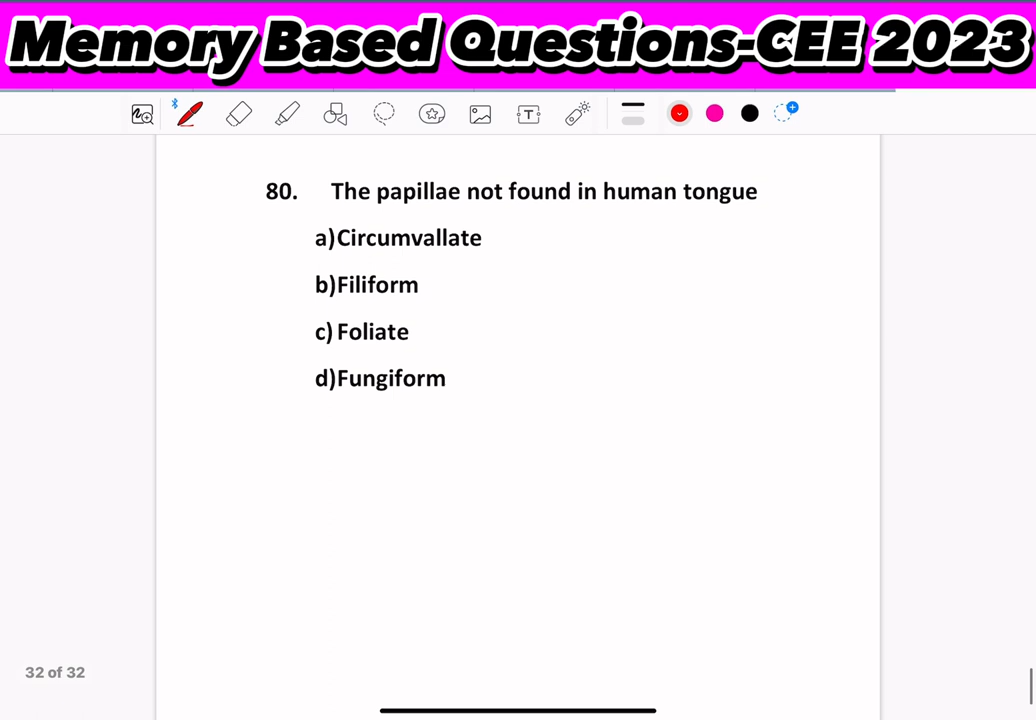 Memory Based Questions-CEE 2023
T
80. The papillae not found in human tongue
a)Circumvallate
b)Filiform
c) Foliate
d)Fungiform
32 of 32